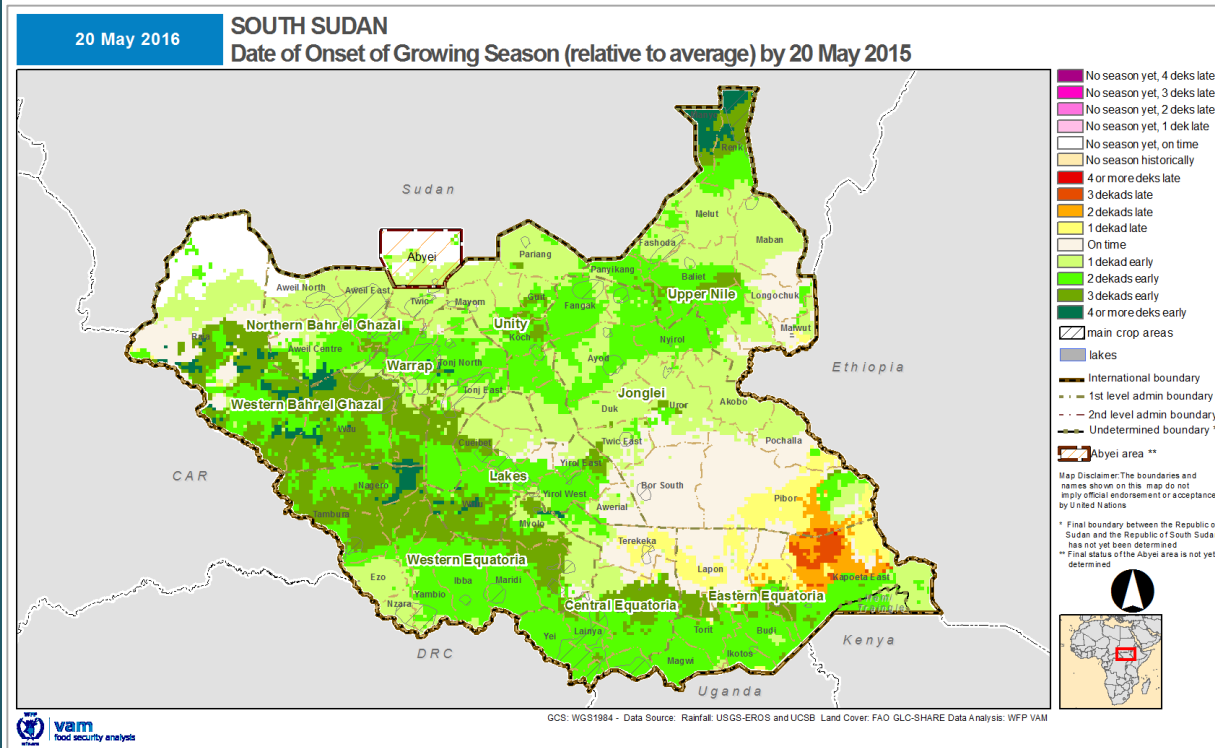 20 May 2016
SOUTH SUDAN
Date of Onset of Growing Season (relative to average) by 20 May 2015
No season yet, 4 deks late
No season yet, 3 deks late
No season yet, 2 deks late
No season yet, 1 dek late
No season yet, on time
No season historically
4 or more deks late
3 dekads late
2 dekads late
1 dekad late
On time
1 dekad early
2 dekads early
3 dekads early
4 or more deks early
main crop areas
lakes
International boundary
1st level admin boundary
2nd level admin boundary
Undetermined boundary *
Abyei area **
Map Disclaimer: The boundaries and
names shown on this map do not
imply official endorsement or acceptance
by United Nations
* Final boundary between the Republic o
Sudan and the Republic of South Suda
has not yet been determined
** Final status of the Abyei area is not yet
determined
Sudan
Renk
Melut
Maban
Fashoda
Pariang
Abyei
Panyikang
Baliet
Upper Nile
Longochuk
Aweil North
Aweil East
Twic
Mayom
Guit
Fangak
Maiwut
Raja
Northern Bahr el Ghazal
Unity
Koch
Nyirol
Aweil Centre
Warrap
Tonj North
Ayod
Ethiopia
Tonj East
Jonglei
Western Bahr el Ghazal
Duk
Uror
Akobo
Wau
Cueibet
Twic East
Pochalla
CAR
Lakes
Yirol East
Nagero
Yirol West
Bor South
Pibor
Tambura
Awerial
Mvolo
Terekeka
Western Equatoria
Lapon
Ezo
Ibba
Maridi
Kapoeta East
Yambio
Nzara
Central Equatoria
Eastern Equatoria
Yei
Lainya
Torit
Budi
Kenya
DRC
Magwi
Ikotos
Uganda
GCS: WGS1984 - Data Source: Rainfall: USGS-EROS and UCSB Land Cover: FAO GLC-SHARE Data Analysis: WFP VAM
WFP
vam
food security analysis
wfp.org